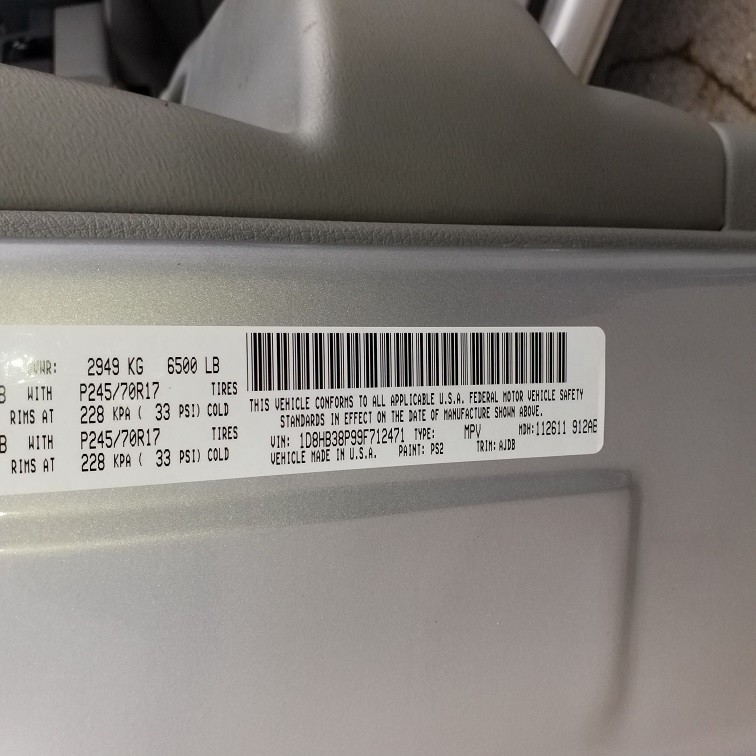 GVWR: 2949 KG 6500 LB
B WITH P245/70R17 TIRES
RIMS AT 228 KPA ( 33 PSI) COLD
B WITH P245/70R17 TIRES
RIMS AT 228 KPA ( 33 PSI) COLD
THIS VEHICLE CONFORMS TO ALL APPLICABLE U.S.A. FEDERAL MOTOR VEHICLE SAFETY
STANDARDS IN EFFECT ON THE DATE OF MANUFACTURE SHOWN ABOVE.
VIN: 1D8HB38P99F712471 TYPE: MPV MDH:112611 912AE
VEHICLE MADE IN U.S.A. PAINT: PS2 TRIM: AJDB